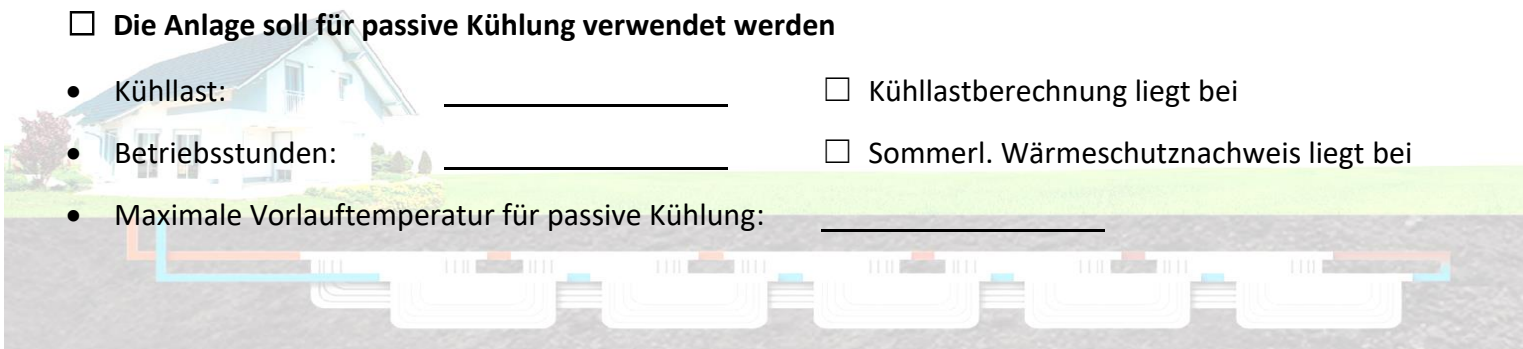 ☐ Die Anlage soll für passive Kühlung verwendet werden
• Kühllast: ☐ Kühllastberechnung liegt bei
• Betriebsstunden: ☐ Sommerl. Wärmeschutznachweis liegt bei
• Maximale Vorlauftemperatur für passive Kühlung: